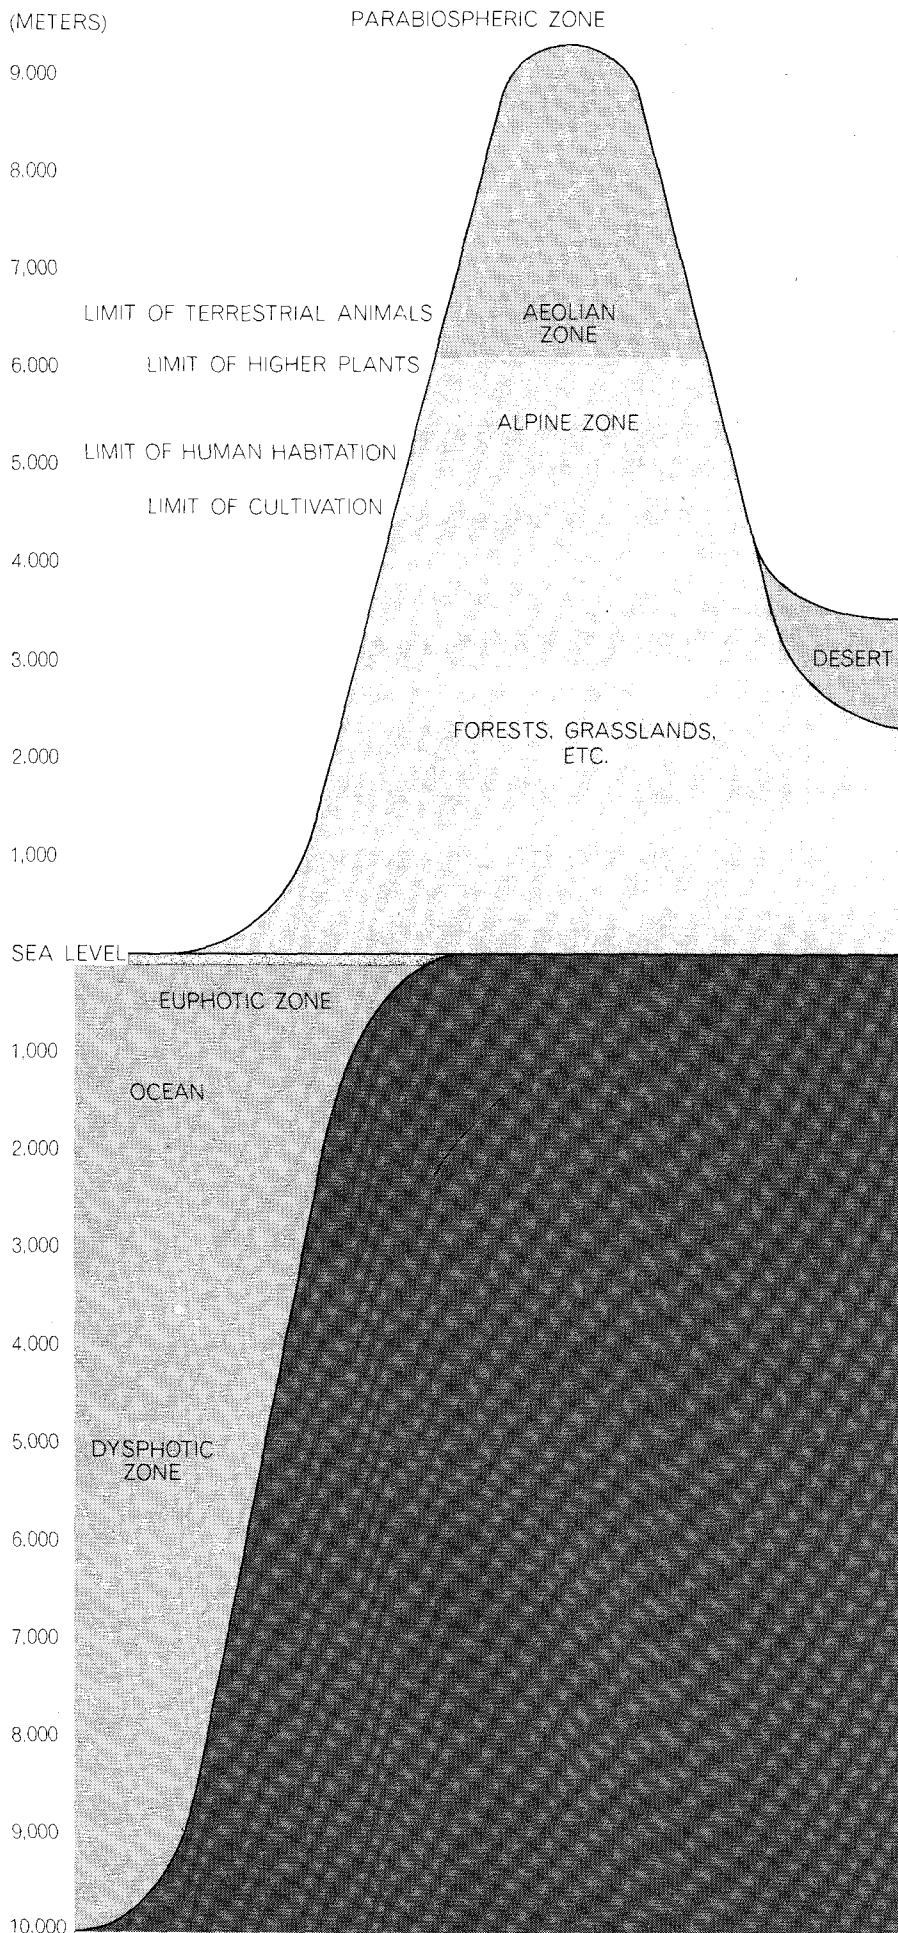 (METERS)
PARABIOSPHERIC ZONE
9.000
8.000
7,000
LIMIT OF TERRESTRIAL ANIMALS
AEOLIAN
ZONE
6,000
LIMIT OF HIGHER PLANTS
ALPINE ZONE
5,000
LIMIT OF HUMAN HABITATION
LIMIT OF CULTIVATION
4,000
3.000
DESERT
FORESTS, GRASSLANDS,
ETC.
2.000
1,000
SEA LEVEL
EUPHOTIC ZONE
1,000
OCEAN
2,000
3,000
4,000
5,000
DYSPHOTIC
ZONE
6,000
7,000
8,000
9,000
10,000